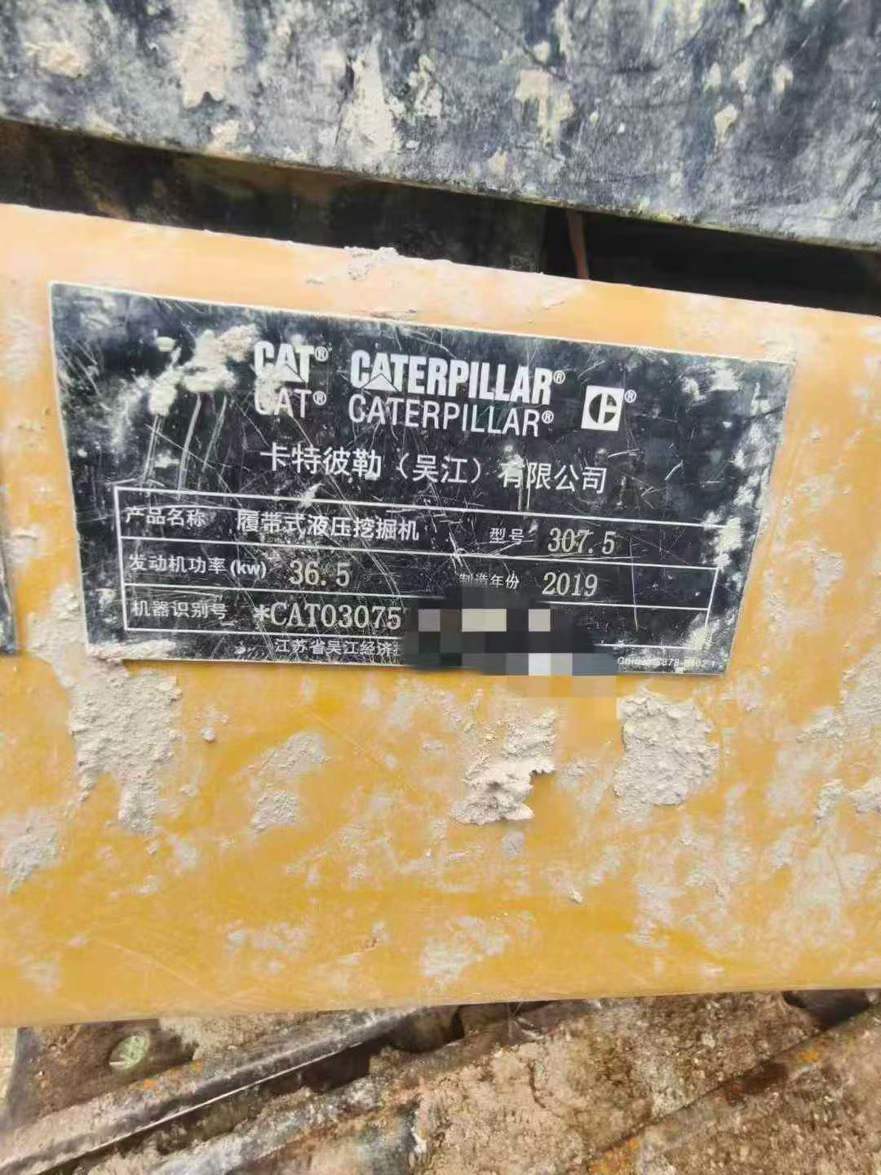 CAT® CATERPILLAR®
CAT® CATERPILLAR® C®
卡特彼勒（吴江）有限公司
产品名称 履带式液压挖掘机 型号 307.5
发动机功率(kw) 36.5 制造年份 2019
机器识别号 *CAT03075
江苏省吴江经济